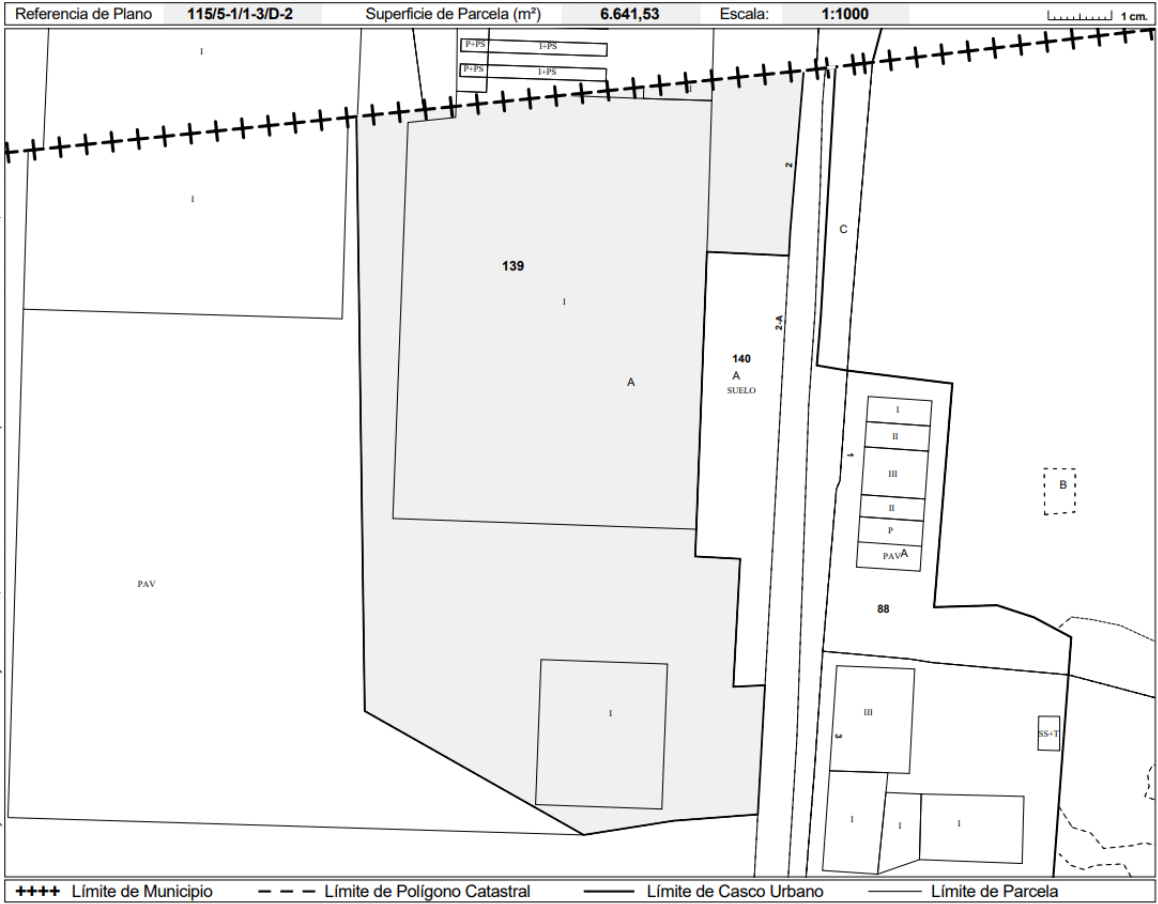 Referencia de Plano 115/5-1/1-3/D-2 Superficie de Parcela (m²) 6.641,53 Escala: 1:1000 1 cm.
I
P+PS I+PS
P+PS I+PS
II
2
I
C
139
I
2-A
140
A
A
SUELO
I
II
1
III
B
II
P
PAV
A
PAV
88
I
III
3
SS+T
I
I
I
++++ Límite de Municipio – – – Límite de Polígono Catastral —— Límite de Casco Urbano —— Límite de Parcela